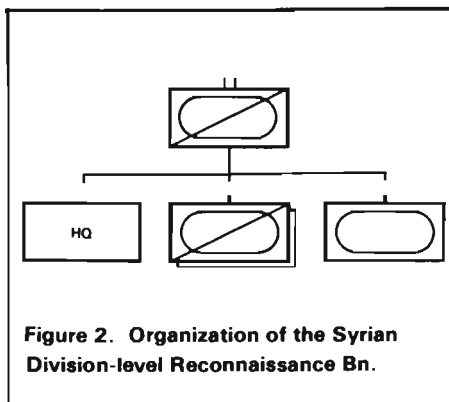 HQ
Figure 2. Organization of the Syrian
Division-level Reconnaissance Bn.